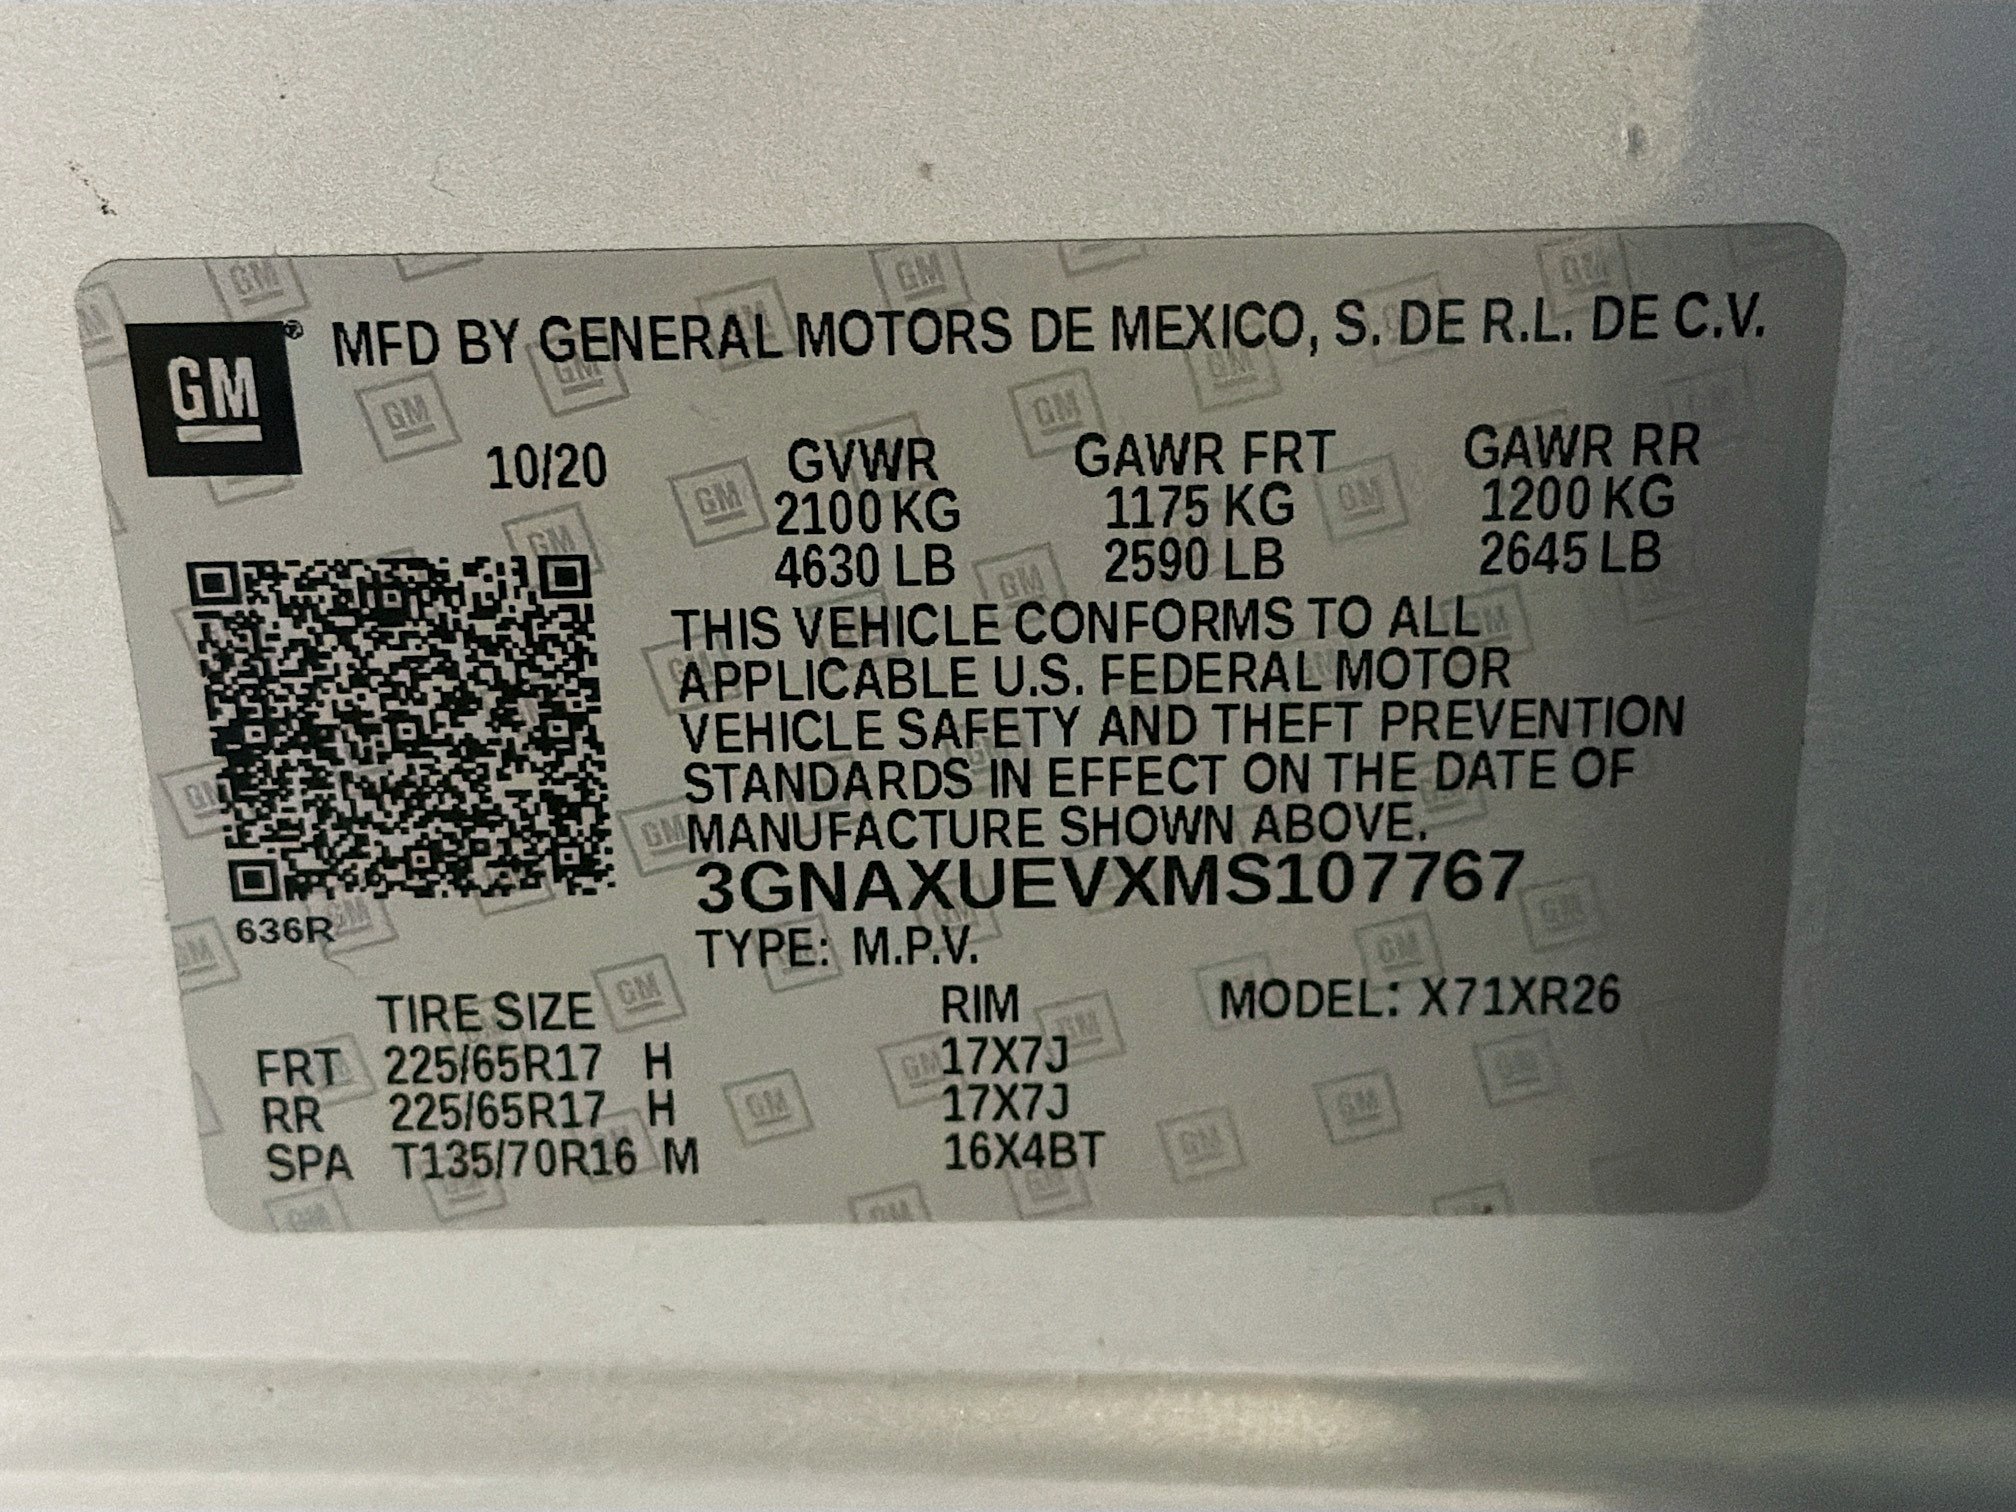 GM ® MFD BY GENERAL MOTORS DE MEXICO, S. DE R.L. DE C.V.
10/20 GVWR GAWR FRT GAWR RR
2100 KG 1175 KG 1200 KG
4630 LB 2590 LB 2645 LB
THIS VEHICLE CONFORMS TO ALL
APPLICABLE U.S. FEDERAL MOTOR
VEHICLE SAFETY AND THEFT PREVENTION
STANDARDS IN EFFECT ON THE DATE OF
MANUFACTURE SHOWN ABOVE.
3GNAXUEVXMS107767
636R
TYPE: M.P.V.
TIRE SIZE RIM MODEL: X71XR26
FRT 225/65R17 H 17X7J
RR 225/65R17 H 17X7J
SPA T135/70R16 M 16X4BT